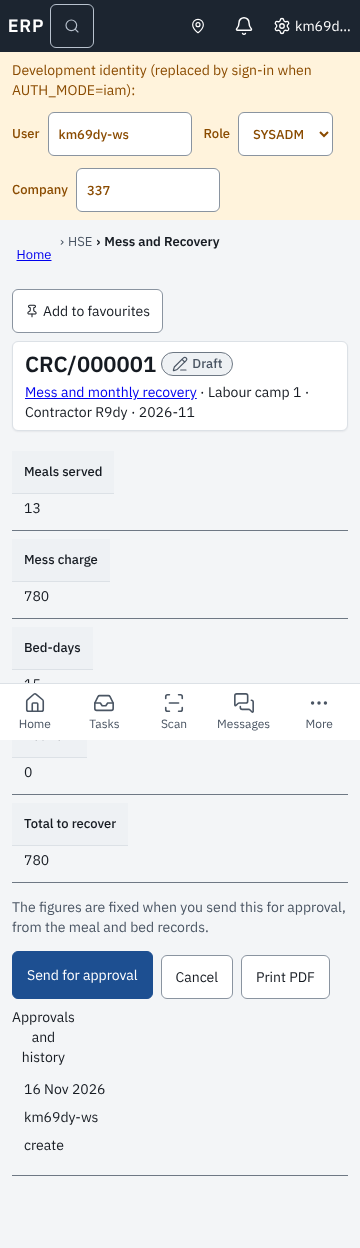 ERP
km69d...
Development identity (replaced by sign-in when
AUTH_MODE=iam):
User km69dy-ws Role SYSADM
Company 337
Home › HSE › Mess and Recovery
Add to favourites
CRC/000001 Draft
Mess and monthly recovery · Labour camp 1 ·
Contractor R9dy · 2026-11
Meals served
13
Mess charge
780
Bed-days
Home Tasks Scan Messages More
0
Total to recover
780
The figures are fixed when you send this for approval,
from the meal and bed records.
Send for approval Cancel Print PDF
Approvals
and
history
16 Nov 2026
km69dy-ws
create